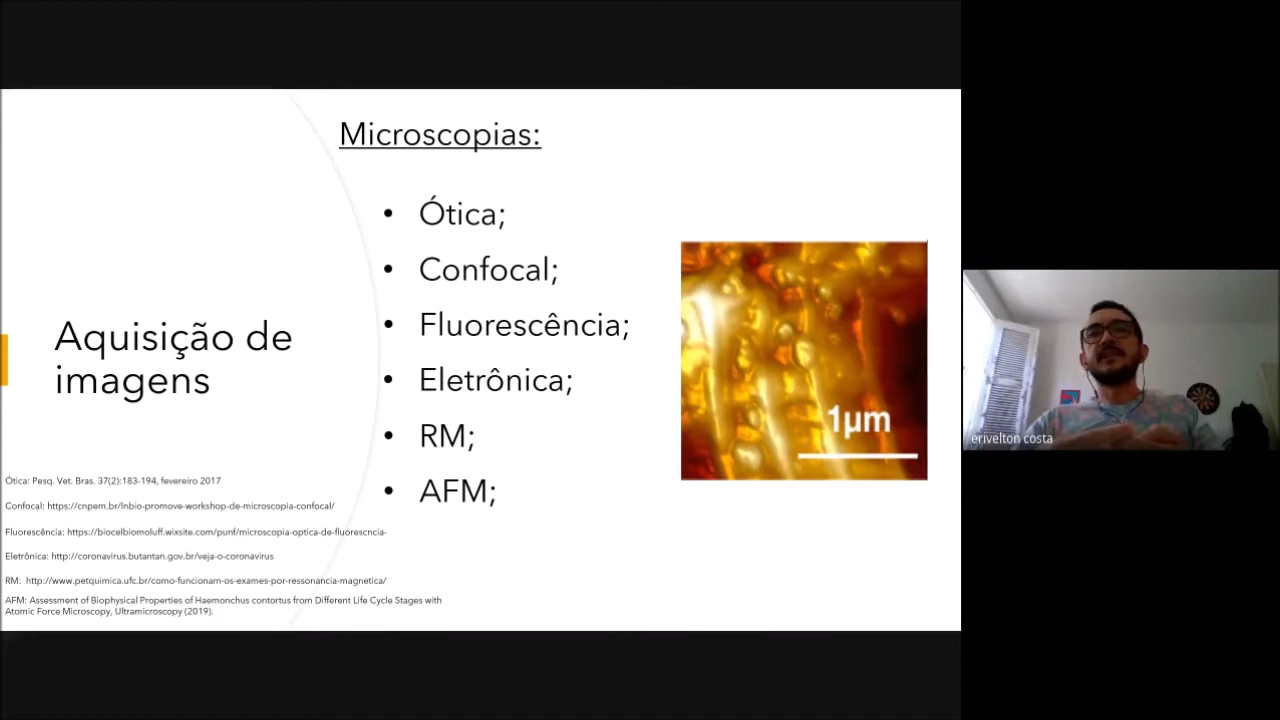 Microscopias:
• Ótica;
• Confocal;
• Fluorescência;
• Eletrônica;
• RM;
• AFM;
Aquisição de
imagens
1µm
erivelton costa
Ótica: Pesq. Vet. Bras. 37(2):183-194, fevereiro 2017
Confocal: https://cnpem.br/lnbio-promove-workshop-de-microscopia-confocal/
Fluorescência: https://biocelbiomoluff.wixsite.com/punf/microscopia-optica-de-fluorescncia-
Eletrônica: http://coronavirus.butantan.gov.br/veja-o-coronavirus
RM: http://www.petquimica.ufc.br/como-funcionam-os-exames-por-ressonancia-magnetica/
AFM: Assessment of Biophysical Properties of Haemonchus contortus from Different Life Cycle Stages with
Atomic Force Microscopy, Ultramicroscopy (2019).